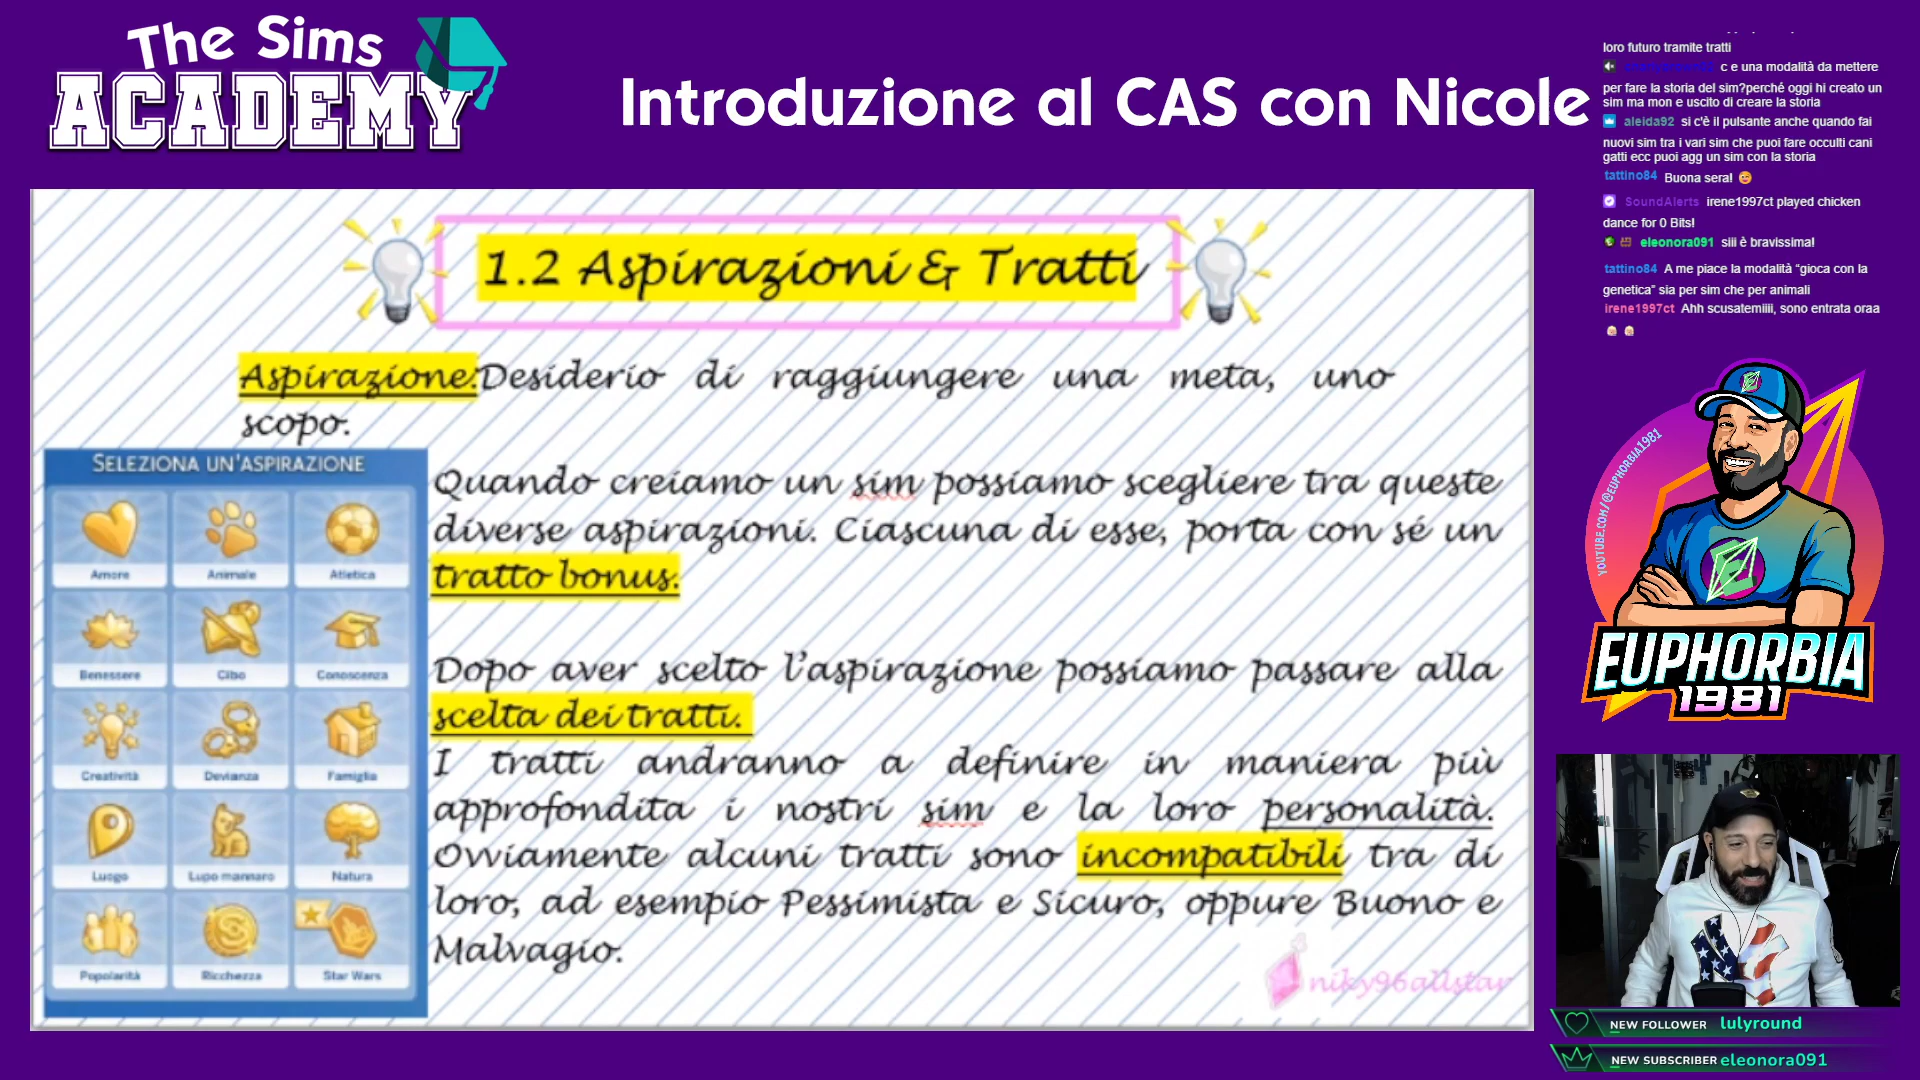 The Sims
ACADEMY
Introduzione al CAS con Nicole
1.2 Aspirazioni & Tratti
Aspirazione:Desiderio di raggiungere una meta, uno
scopo.
SELEZIONA UN'ASPIRAZIONE
Amore Animale Atletica
Benessere Cibo Conoscenza
Creatività Devianza Famiglia
Luogo Lupo mannaro Natura
Popolarità Ricchezza Star Wars
Quando creiamo un sim possiamo scegliere tra queste
diverse aspirazioni. Ciascuna di esse, porta con sé un
tratto bonus.
Dopo aver scelto l'aspirazione possiamo passare alla
scelta dei tratti.
I tratti andranno a definire in maniera più
approfondita i nostri sim e la loro personalità.
Ovviamente alcuni tratti sono incompatibili tra di
loro, ad esempio Pessimista e Sicuro, oppure Buono e
Malvagio.
niky96allstar
loro futuro tramite tratti
c e una modalità da mettere
per fare la storia del sim?perché oggi hi creato un
sim ma mon e uscito di creare la storia
aleida92 si c'è il pulsante anche quando fai
nuovi sim tra i vari sim che puoi fare occulti cani
gatti ecc puoi agg un sim con la storia
tattino84 Buona sera!
SoundAlerts irene1997ct played chicken
dance for 0 Bits!
eleonora091 siii è bravissima!
tattino84 A me piace la modalità “gioca con la
genetica” sia per sim che per animali
irene1997ct Ahh scusatemiiii, sono entrata oraa
YOUTUBE.COM/@EUPHORBIA1981
EUPHORBIA
1981
NEW FOLLOWER lulyround
NEW SUBSCRIBER eleonora091